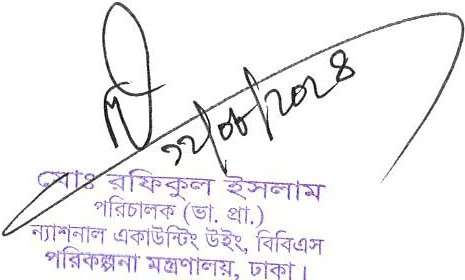 মোঃ রফিকুল ইসলাম
পরিচালক (ভা. প্রা.)
ন্যাশনাল একাউন্টিং উইং, বিবিএস
পরিকল্পনা মন্ত্রণালয়, ঢাকা।